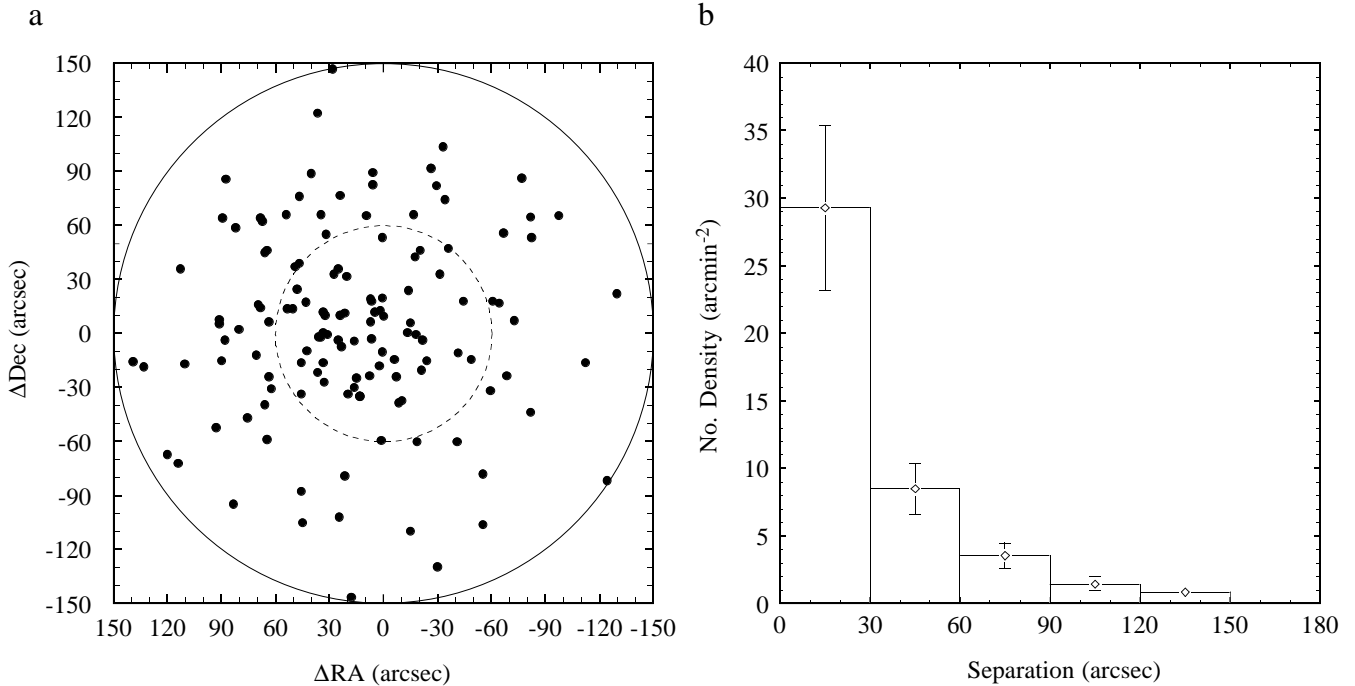 a
150
120
90
60
30
0
-30
-60
-90
-120
-150
ΔDec (arcsec)
150 120 90 60 30 0 -30 -60 -90 -120 -150
ΔRA (arcsec)
b
40
35
30
25
20
15
10
5
0
No. Density (arcmin⁻²)
0 30 60 90 120 150 180
Separation (arcsec)